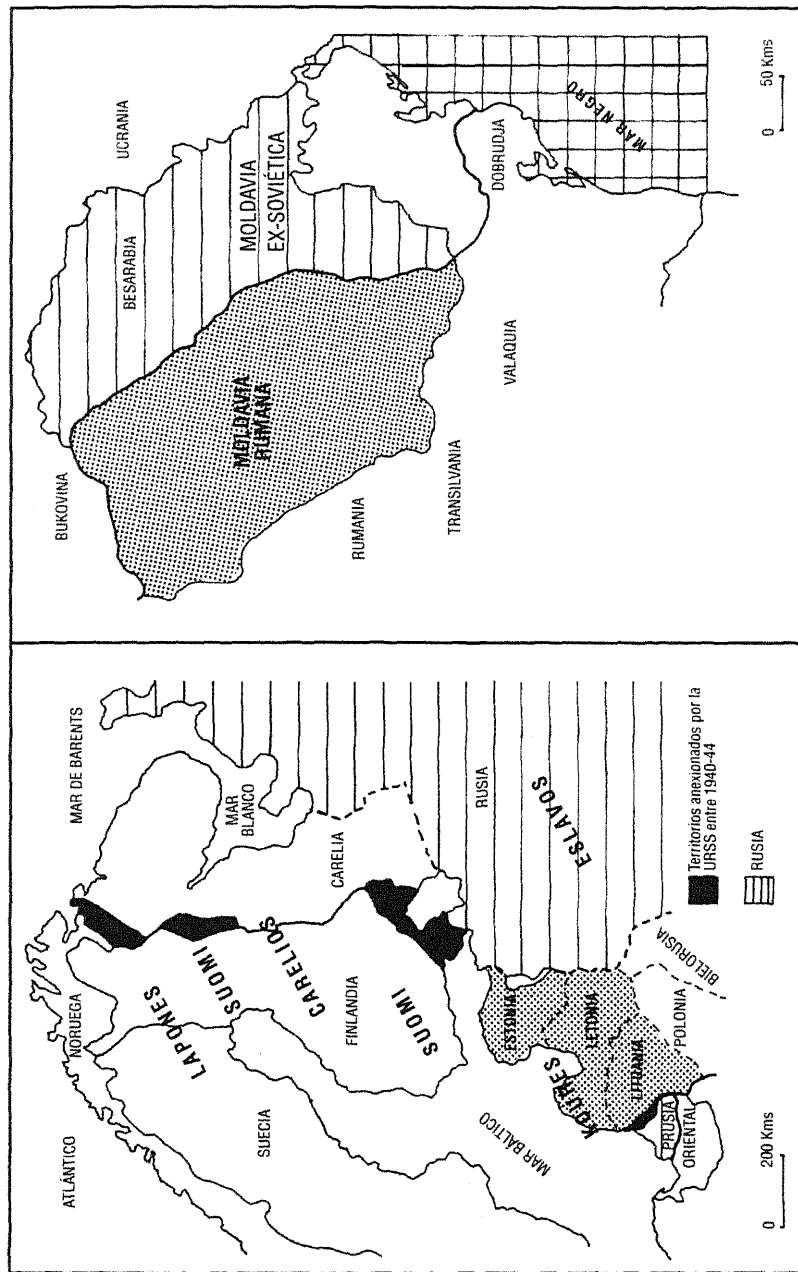 ATLÁNTICO
NORUEGA
MAR DE BARENTS
MAR
BLANCO
LAPONES
SUOMI
CARELIOS
CARELIA
SUECIA
FINLANDIA
SUOMI
RUSIA
ESLAVOS
MAR BÁLTICO
ESTONIA
LETONIA
KOURES
LITUANIA
PRUSIA
ORIENTAL
POLONIA
BIELORUSIA
0 200 Kms
Territorios anexionados por la
URSS entre 1940-44
RUSIA
BUKOVINA
UCRANIA
BESARABIA
MOLDAVIA
EX-SOVIÉTICA
MOLDAVIA
RUMANA
RUMANIA
TRANSILVANIA
VALAQUIA
DOBRUDJA
MAR NEGRO
0 50 Kms